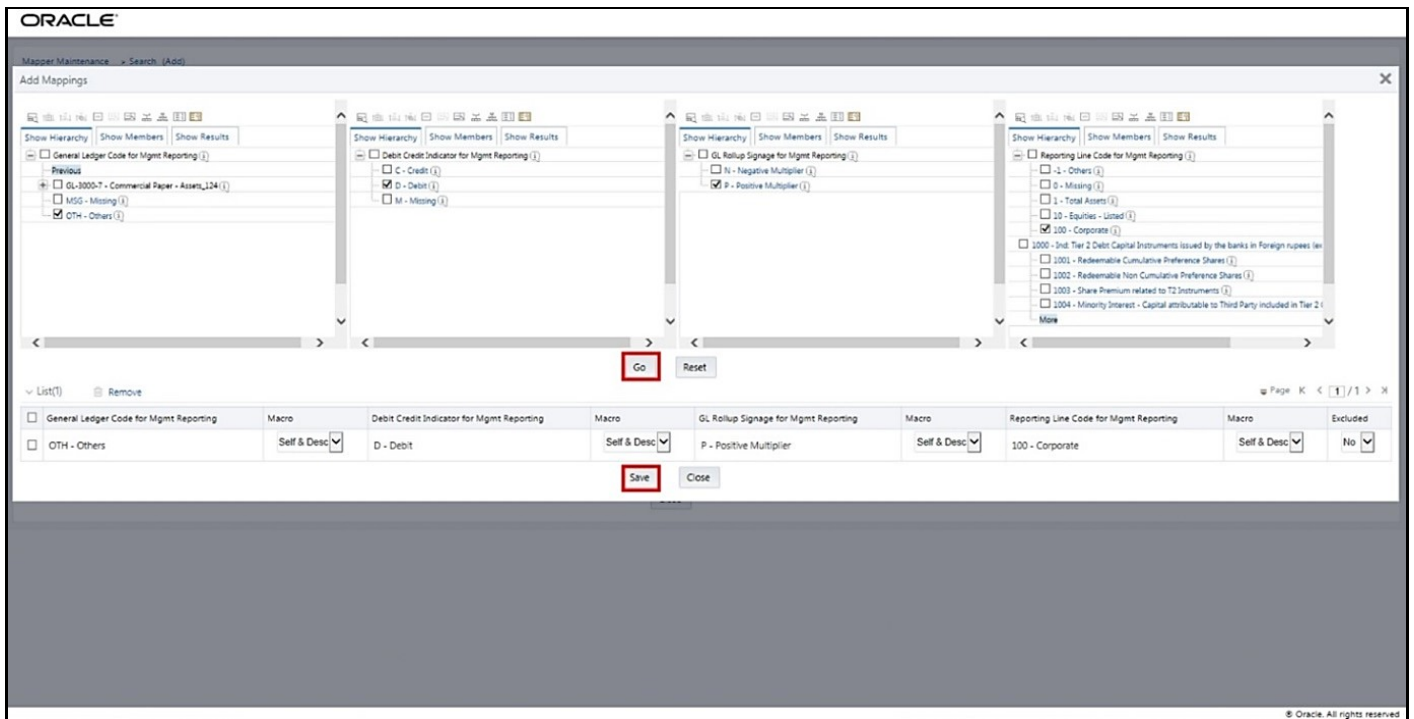 ORACLE
Mapper Maintenance » Search (Add)
Add Mappings
Show Hierarchy Show Members Show Results
General Ledger Code for Mgmt Reporting
Previous
GL-3000-7 - Commercial Paper - Assets_124
MSG - Missing
OTH - Others
Show Hierarchy Show Members Show Results
Debit Credit Indicator for Mgmt Reporting
C - Credit
D - Debit
M - Missing
Show Hierarchy Show Members Show Results
GL Rollup Signage for Mgmt Reporting
N - Negative Multiplier
P - Positive Multiplier
Show Hierarchy Show Members Show Results
Reporting Line Code for Mgmt Reporting
-1 - Others
0 - Missing
1 - Total Assets
10 - Equities - Listed
100 - Corporate
1000 - Ind: Tier 2 Debt Capital Instruments issued by the banks in Foreign rupees (ex
1001 - Redeemable Cumulative Preference Shares
1002 - Redeemable Non Cumulative Preference Shares
1003 - Share Premium related to T2 Instruments
1004 - Minority Interest - Capital attributable to Third Party included in Tier 2
More
Go Reset
List(1) Remove Page 1 / 1
General Ledger Code for Mgmt Reporting Macro Debit Credit Indicator for Mgmt Reporting Macro GL Rollup Signage for Mgmt Reporting Macro Reporting Line Code for Mgmt Reporting Macro Excluded
OTH - Others Self & Desc D - Debit Self & Desc P - Positive Multiplier Self & Desc 100 - Corporate Self & Desc No
Save Close
© Oracle. All rights reserved